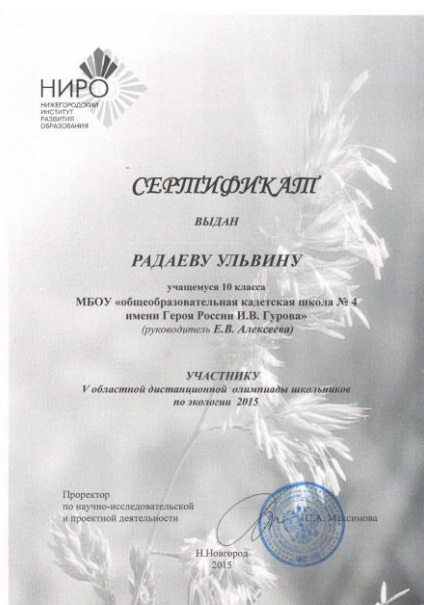 НИРО
НИЖЕГОРОДСКИЙ
ИНСТИТУТ
РАЗВИТИЯ
ОБРАЗОВАНИЯ
СЕРТИФИКАТ
ВЫДАН
РАДАЕВУ УЛЬВИНУ
учащемуся 10 класса
МБОУ «общеобразовательная кадетская школа № 4
имени Героя России И.В. Гурова»
(руководитель Е.В. Алексеева)
УЧАСТНИКУ
V областной дистанционной олимпиады школьников
по экологии 2015
Проректор
по научно-исследовательской
и проектной деятельности
С.А. Максимова
Н.Новгород
2015